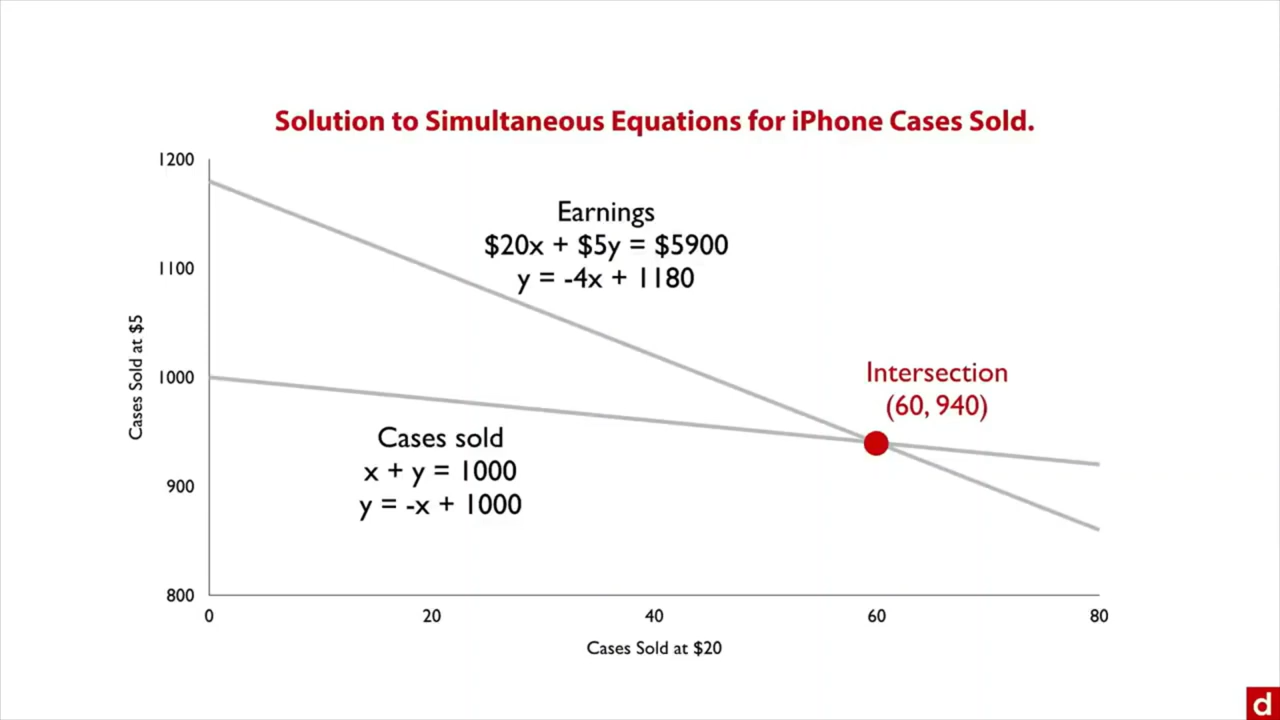 Solution to Simultaneous Equations for iPhone Cases Sold.
1200
1100
1000
900
800
Cases Sold at $5
Earnings
$20x + $5y = $5900
y = -4x + 1180
Intersection
(60, 940)
Cases sold
x + y = 1000
y = -x + 1000
0
20
40
60
80
Cases Sold at $20
d